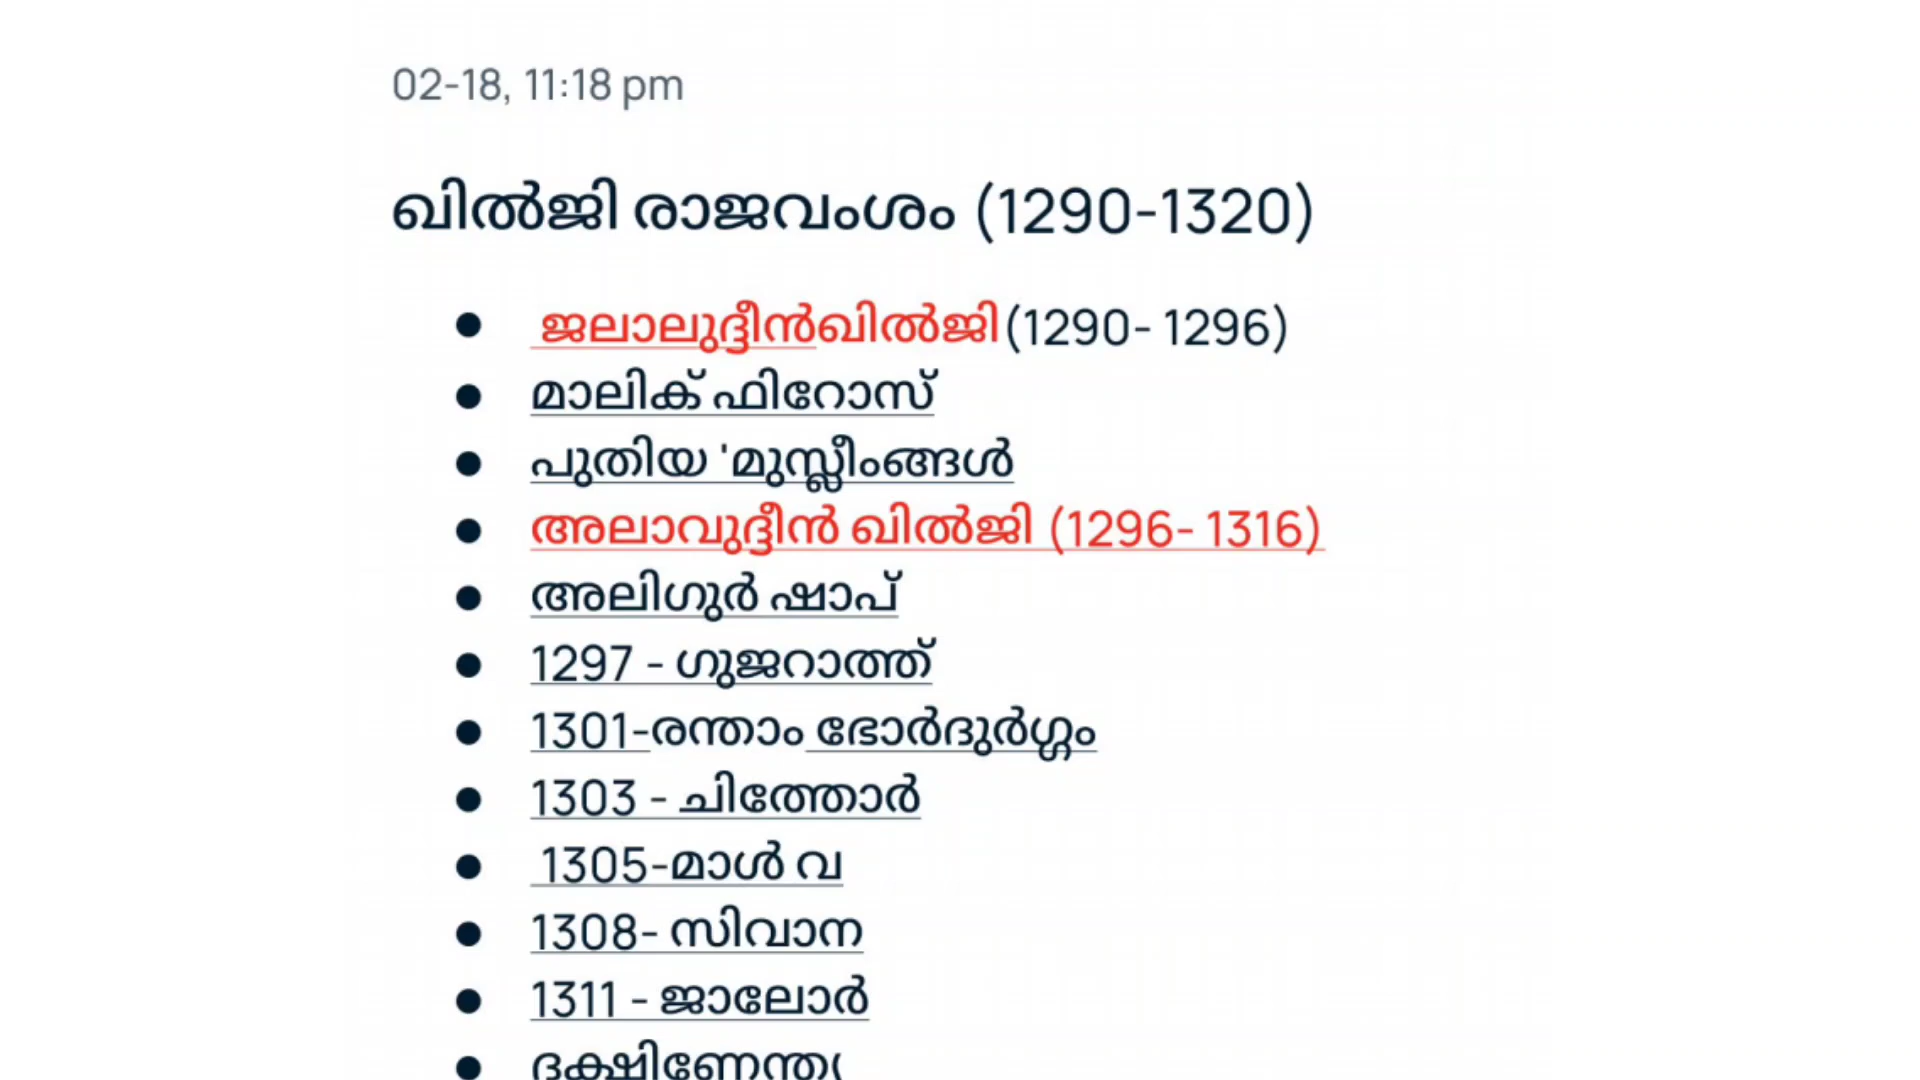 02-18, 11:18 pm
ഖിൽജി രാജവംശം (1290-1320)
● ജലാലുദ്ദീൻഖിൽജി (1290- 1296)
● മാലിക് ഫിറോസ്
● പുതിയ 'മുസ്ലീംങ്ങൾ
● അലാവുദ്ദീൻ ഖിൽജി (1296- 1316)
● അലിഗുർ ഷാപ്
● 1297 - ഗുജറാത്ത്
● 1301-രന്താം ഭോർദുർഗ്ഗം
● 1303 - ചിത്തോർ
● 1305-മാൾ വ
● 1308- സിവാന
● 1311 - ജാലോർ
● ദക്ഷിണേന്ത്യ